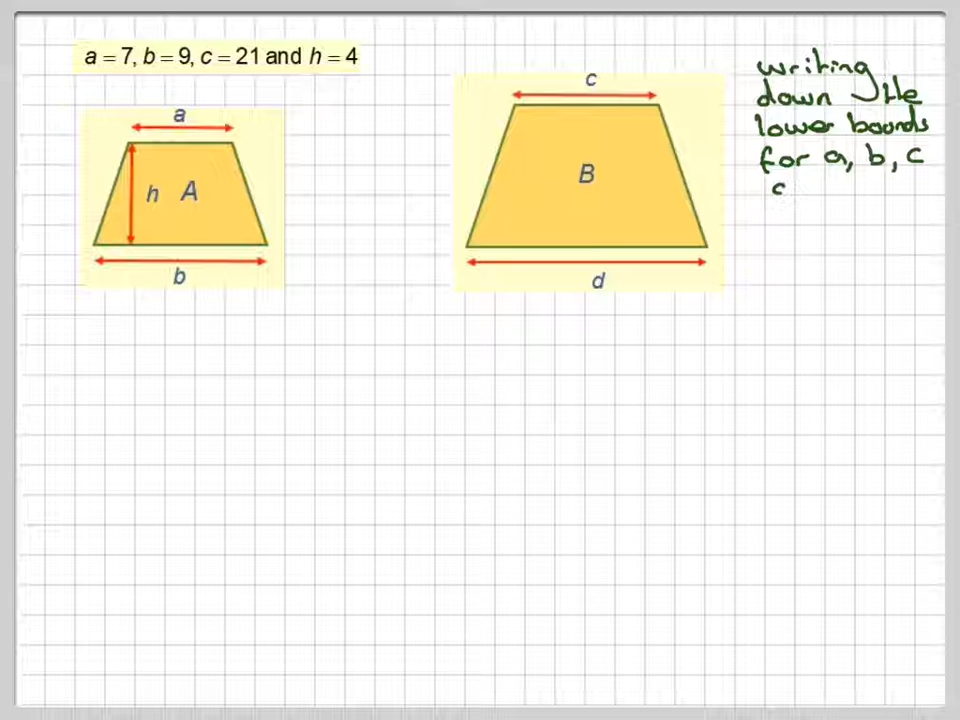 a = 7, b = 9, c = 21 and h = 4
a
h A
b
c
B
d
writing
down the
lower bounds
for a, b, c